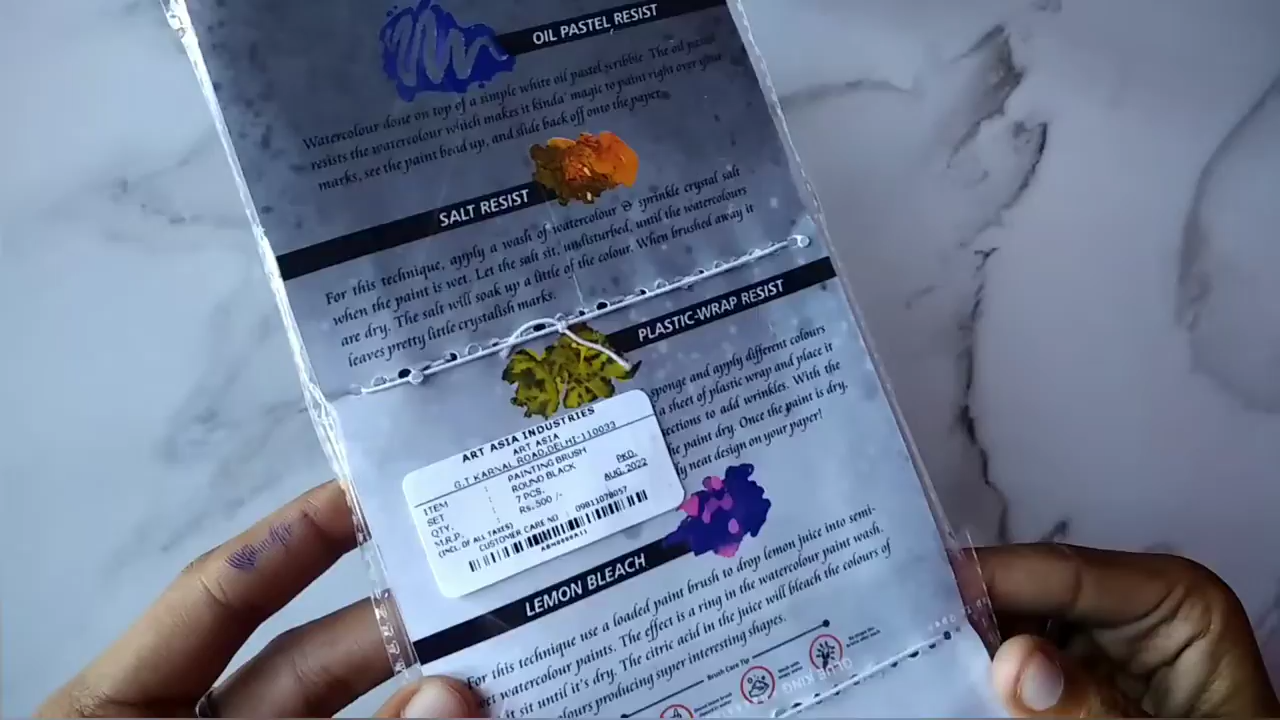 OIL PASTEL RESIST
Watercolour done on top of a simple white oil pastel scribble. The oil pastel
resists the watercolour which makes it kinda' magic to paint right over your
marks, see the paint bead up, and slide back off onto the paper.
SALT RESIST
For this technique, apply a wash of watercolour & sprinkle crystal salt
when the paint is wet. Let the salt sit, undisturbed, until the watercolours
are dry. The salt will soak up a little of the colour. When brushed away it
leaves pretty little crystalish marks.
PLASTIC-WRAP RESIST
sponge and apply different colours
a sheet of plastic wrap and place it
sections to add wrinkles. With the
the paint dry. Once the paint is dry.
neat design on your paper!
ART ASIA INDUSTRIES
ART ASIA
G.T KARNAL ROAD,DELHI-110033
ITEM : PAINTING BRUSH
SET : ROUND BLACK PKD.
QTY. : 7 PCS. AUG. 2022
M.R.P. : Rs.500 /-
(INCL. OF ALL TAXES)
CUSTOMER CARE NO : 09811078057
LEMON BLEACH
For this technique use a loaded paint brush to drop lemon juice into semi-
wet watercolour paints. The effect is a ring in the watercolour paint wash.
sit until it's dry. The citric acid in the juice will bleach the colours of
colours producing super interesting shapes.
Brush Care Tip